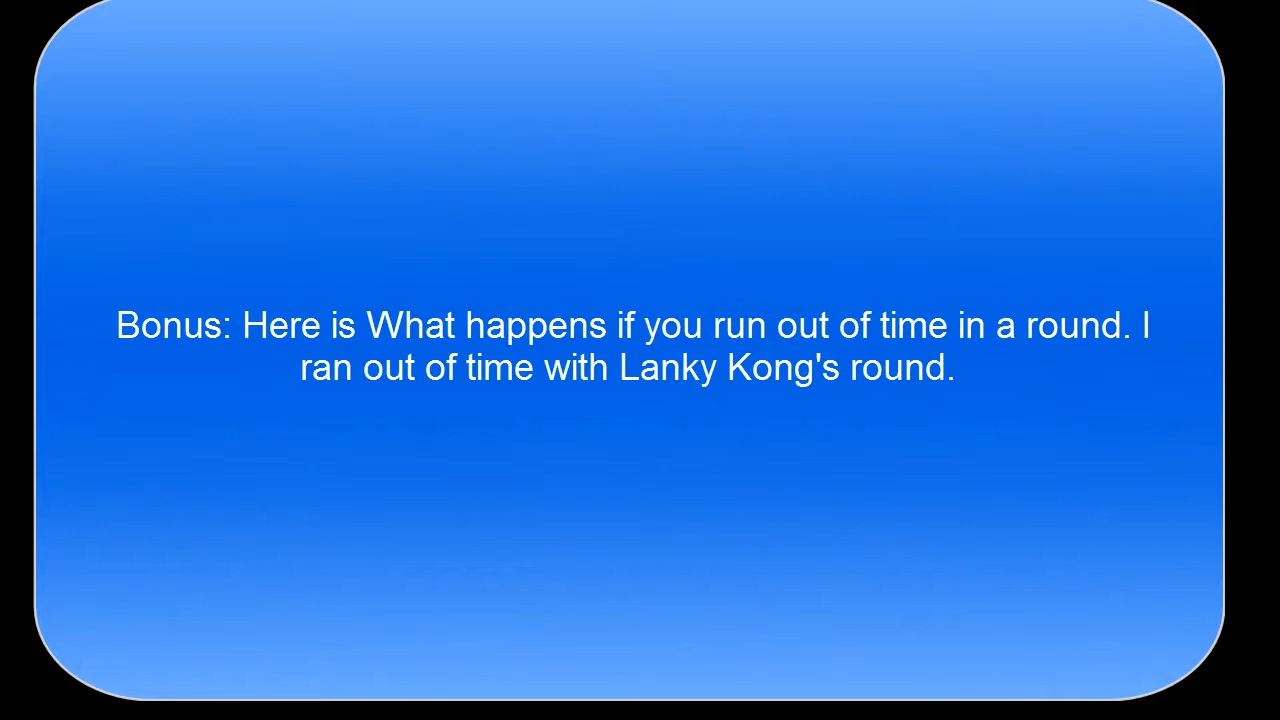 Bonus: Here is What happens if you run out of time in a round. I
ran out of time with Lanky Kong's round.